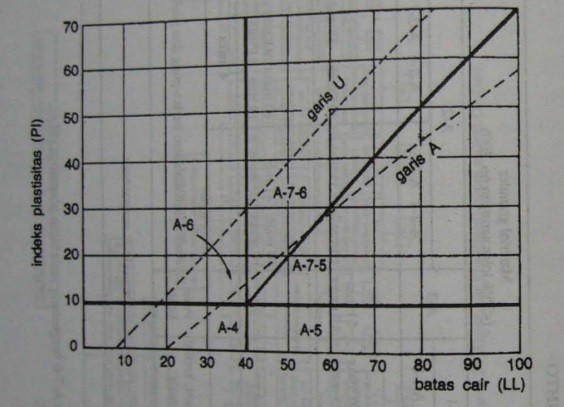 indeks plastisitas (PI)
70
60
50
40
30
20
10
0
garis U
garis A
A-7-6
A-6
A-7-5
A-4
A-5
10 20 30 40 50 60 70 80 90 100
batas cair (LL)